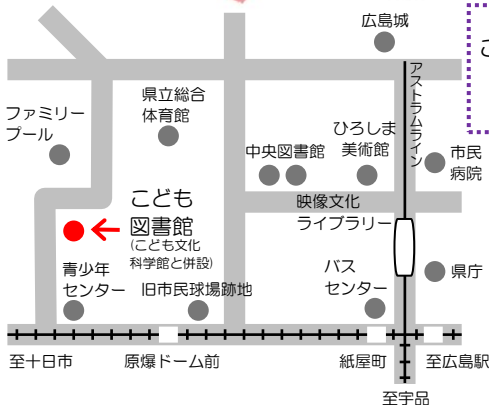 広島城
こ
アストラムライン
県立総合
体育館
ファミリー
プール
ひろしま
美術館
中央図書館
市民
病院
こども
図書館
(こども文化
科学館と併設)
映像文化
ライブラリー
青少年
センター
旧市民球場跡地
バス
センター
県庁
至十日市
原爆ドーム前
紙屋町
至広島駅
至宇品